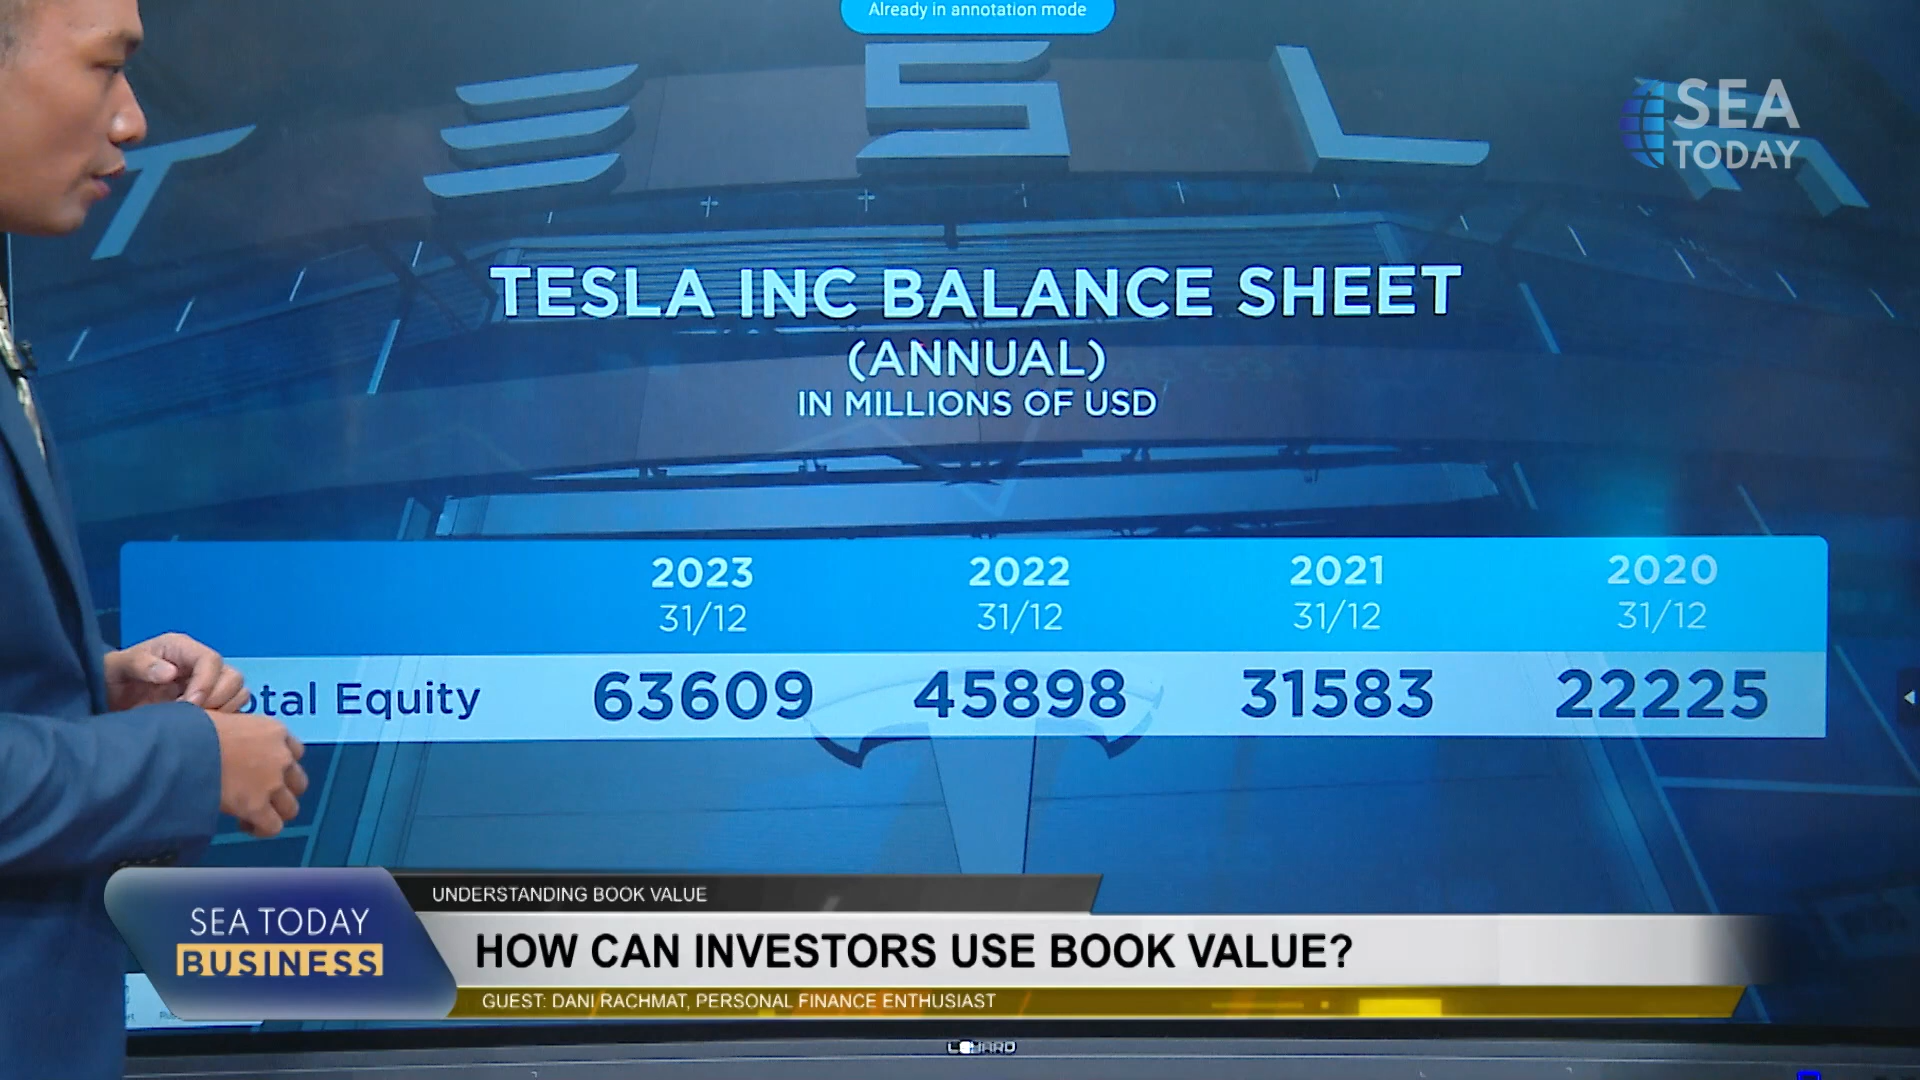 Already in annotation mode
TESLA
SEA
TODAY
TESLA INC BALANCE SHEET
(ANNUAL)
IN MILLIONS OF USD
2023 2022 2021 2020
31/12 31/12 31/12 31/12
otal Equity 63609 45898 31583 22225
UNDERSTANDING BOOK VALUE
SEA TODAY
BUSINESS
HOW CAN INVESTORS USE BOOK VALUE?
GUEST: DANI RACHMAT, PERSONAL FINANCE ENTHUSIAST